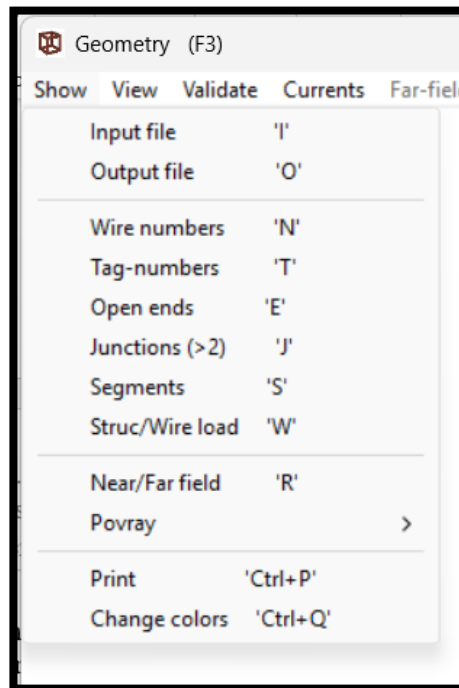 Geometry (F3)
Show View Validate Currents Far-fiel
Input file 'I'
Output file 'O'
Wire numbers 'N'
Tag-numbers 'T'
Open ends 'E'
Junctions (>2) 'J'
Segments 'S'
Struc/Wire load 'W'
Near/Far field 'R'
Povray >
Print 'Ctrl+P'
Change colors 'Ctrl+Q'